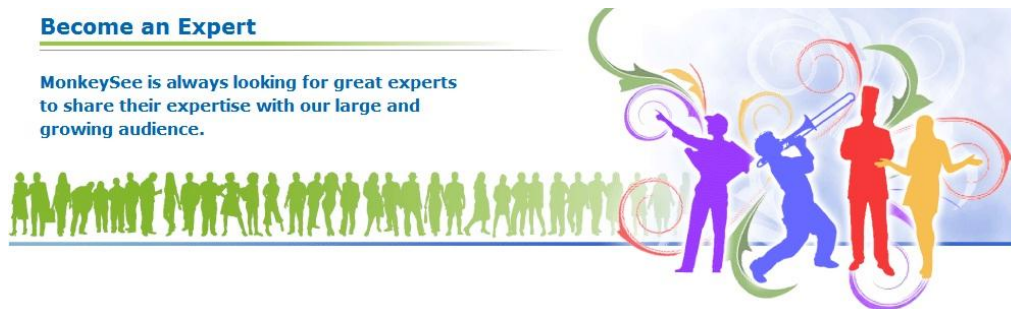 Become an Expert
MonkeySee is always looking for great experts
to share their expertise with our large and
growing audience.